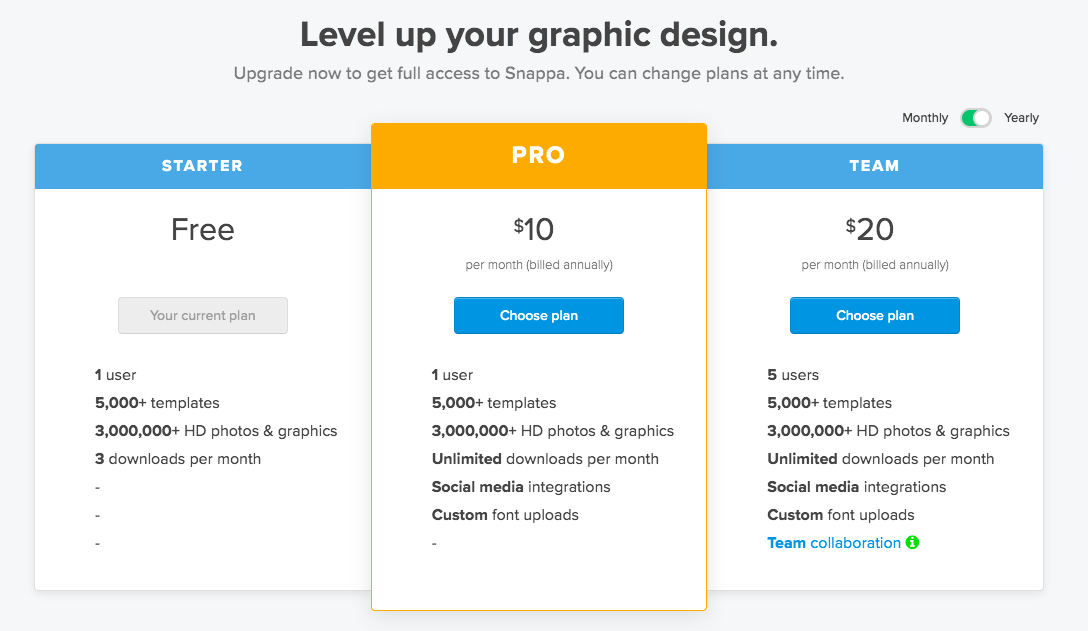 Level up your graphic design.
Upgrade now to get full access to Snappa. You can change plans at any time.
Monthly Yearly
STARTER
Free
Your current plan
1 user
5,000+ templates
3,000,000+ HD photos & graphics
3 downloads per month
-
-
-
PRO
$10
per month (billed annually)
Choose plan
1 user
5,000+ templates
3,000,000+ HD photos & graphics
Unlimited downloads per month
Social media integrations
Custom font uploads
-
TEAM
$20
per month (billed annually)
Choose plan
5 users
5,000+ templates
3,000,000+ HD photos & graphics
Unlimited downloads per month
Social media integrations
Custom font uploads
Team collaboration i